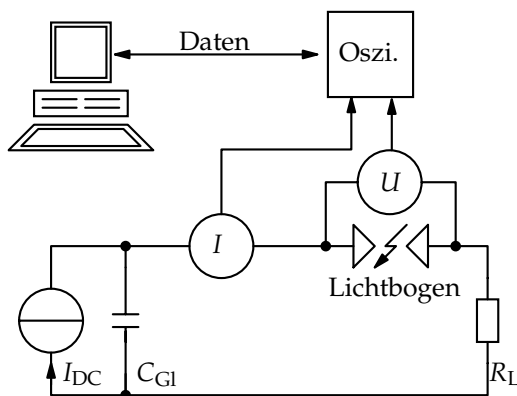 Daten
Oszi.
U
I
Lichtbogen
I_DC
C_Gl
R_L